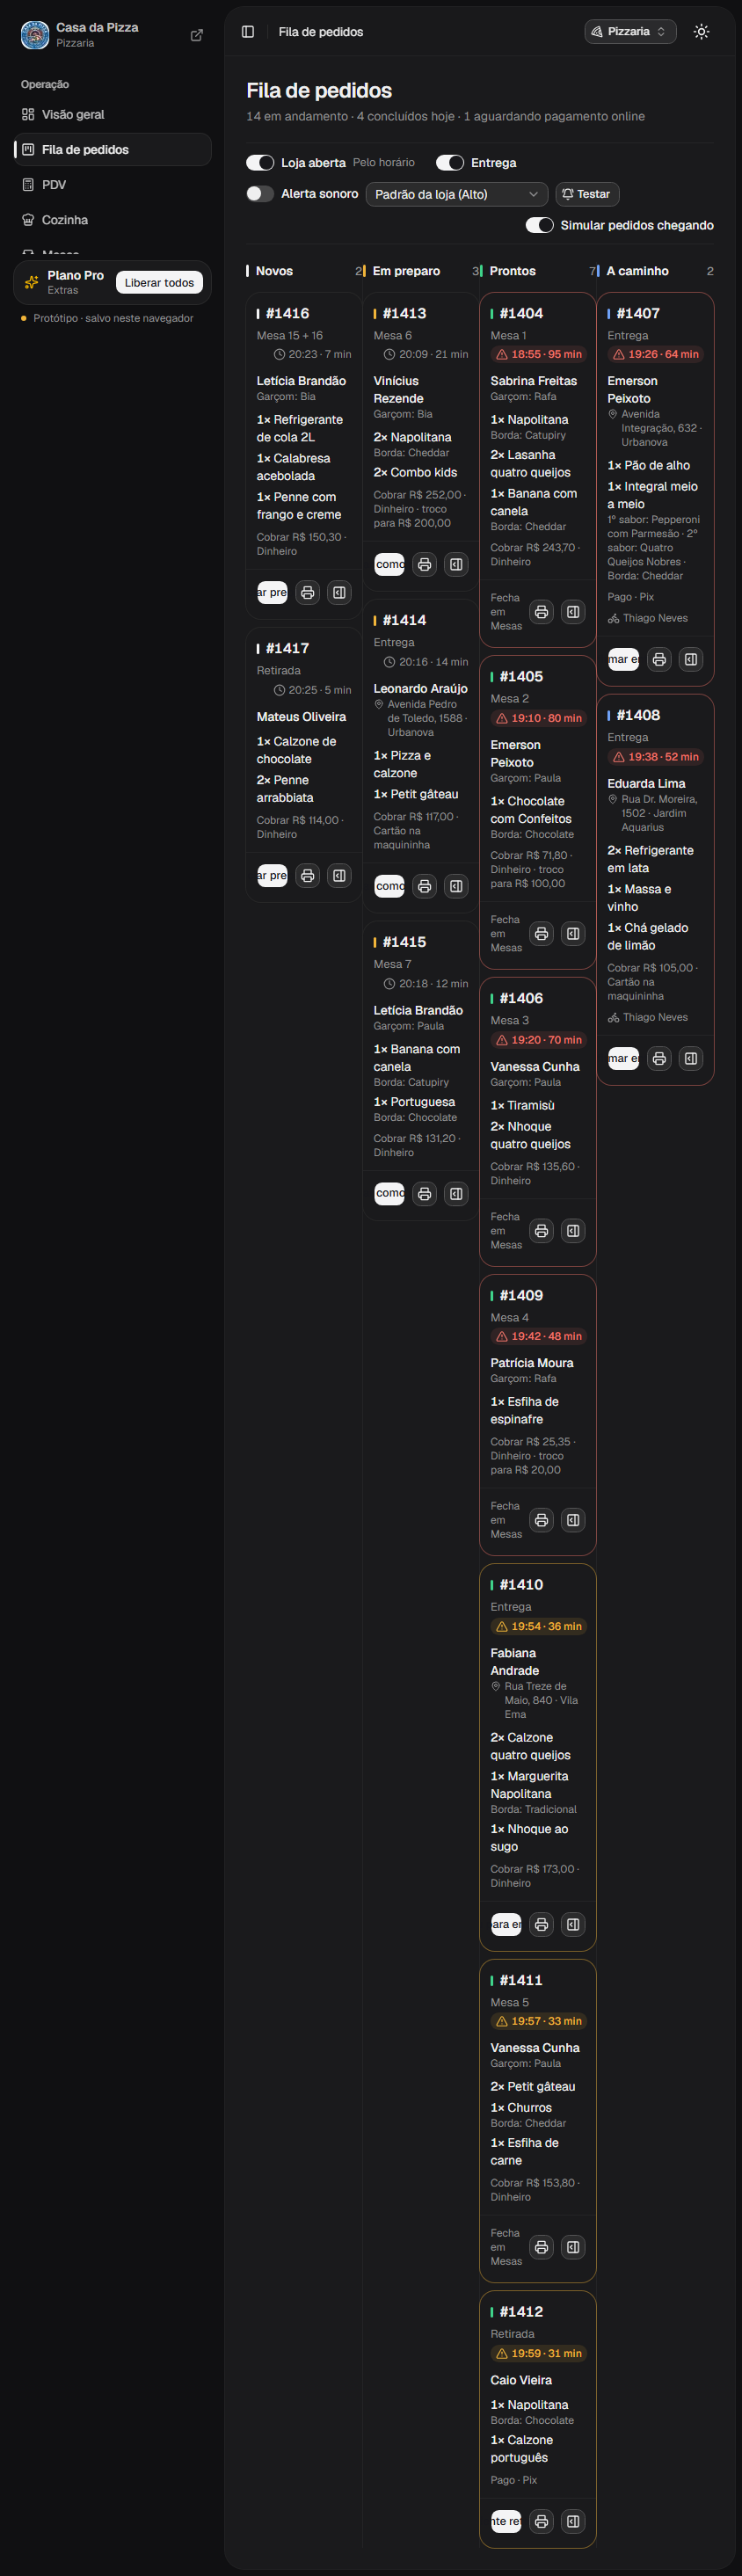 Casa da Pizza
Pizzaria
Operação
Visão geral
Fila de pedidos
PDV
Cozinha
Plano Pro
Extras
Liberar todos
Protótipo · salvo neste navegador
Fila de pedidos
Pizzaria
Fila de pedidos
14 em andamento · 4 concluídos hoje · 1 aguardando pagamento online
Loja aberta Pelo horário
Entrega
Alerta sonoro
Padrão da loja (Alto)
Testar
Simular pedidos chegando
Novos 2
#1416
Mesa 15 + 16
20:23 · 7 min
Letícia Brandão
Garçom: Bia
1× Refrigerante
de cola 2L
1× Calabresa
acebolada
1× Penne com
frango e creme
Cobrar R$ 150,30 ·
Dinheiro
ar pre
#1417
Retirada
20:25 · 5 min
Mateus Oliveira
1× Calzone de
chocolate
2× Penne
arrabbiata
Cobrar R$ 114,00 ·
Dinheiro
ar pre
Em preparo 3
#1413
Mesa 6
20:09 · 21 min
Vinícius
Rezende
Garçom: Bia
2× Napolitana
Borda: Cheddar
2× Combo kids
Cobrar R$ 252,00 ·
Dinheiro · troco
para R$ 200,00
como
#1414
Entrega
20:16 · 14 min
Leonardo Araújo
Avenida Pedro
de Toledo, 1588 ·
Urbanova
1× Pizza e
calzone
1× Petit gâteau
Cobrar R$ 117,00 ·
Cartão na
maquininha
como
#1415
Mesa 7
20:18 · 12 min
Letícia Brandão
Garçom: Paula
1× Banana com
canela
Borda: Catupiry
1× Portuguesa
Borda: Chocolate
Cobrar R$ 131,20 ·
Dinheiro
como
Prontos 7
#1404
Mesa 1
18:55 · 95 min
Sabrina Freitas
Garçom: Rafa
1× Napolitana
Borda: Catupiry
2× Lasanha
quatro queijos
1× Banana com
canela
Borda: Cheddar
Cobrar R$ 243,70 ·
Dinheiro
Fecha
em
Mesas
#1405
Mesa 2
19:10 · 80 min
Emerson
Peixoto
Garçom: Paula
1× Chocolate
com Confeitos
Borda: Chocolate
Cobrar R$ 71,80 ·
Dinheiro · troco
para R$ 100,00
Fecha
em
Mesas
#1406
Mesa 3
19:20 · 70 min
Vanessa Cunha
Garçom: Paula
1× Tiramisù
2× Nhoque
quatro queijos
Cobrar R$ 135,60 ·
Dinheiro
Fecha
em
Mesas
#1409
Mesa 4
19:42 · 48 min
Patrícia Moura
Garçom: Rafa
1× Esfiha de
espinafre
Cobrar R$ 25,35 ·
Dinheiro · troco
para R$ 20,00
Fecha
em
Mesas
#1410
Entrega
19:54 · 36 min
Fabiana
Andrade
Rua Treze de
Maio, 840 · Vila
Ema
2× Calzone
quatro queijos
1× Marguerita
Napolitana
Borda: Tradicional
1× Nhoque ao
sugo
Cobrar R$ 173,00 ·
Dinheiro
para en
#1411
Mesa 5
19:57 · 33 min
Vanessa Cunha
Garçom: Paula
2× Petit gâteau
1× Churros
Borda: Cheddar
1× Esfiha de
carne
Cobrar R$ 153,80 ·
Dinheiro
Fecha
em
Mesas
#1412
Retirada
19:59 · 31 min
Caio Vieira
1× Napolitana
Borda: Chocolate
1× Calzone
português
Pago · Pix
nte ret
A caminho 2
#1407
Entrega
19:26 · 64 min
Emerson
Peixoto
Avenida
Integração, 632 ·
Urbanova
1× Pão de alho
1× Integral meio
a meio
1º sabor: Pepperoni
com Parmesão · 2º
sabor: Quatro
Queijos Nobres ·
Borda: Cheddar
Pago · Pix
Thiago Neves
mar en
#1408
Entrega
19:38 · 52 min
Eduarda Lima
Rua Dr. Moreira,
1502 · Jardim
Aquarius
2× Refrigerante
em lata
1× Massa e
vinho
1× Chá gelado
de limão
Cobrar R$ 105,00 ·
Cartão na
maquininha
Thiago Neves
mar en